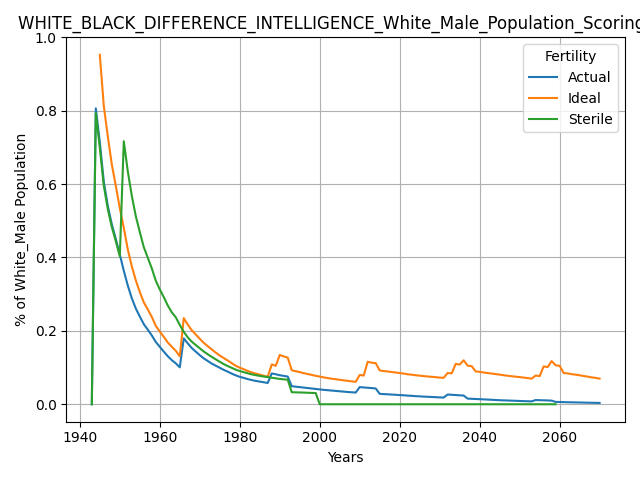 WHITE_BLACK_DIFFERENCE_INTELLIGENCE_White_Male_Population_Scoring
1.0
0.8
0.6
0.4
0.2
0.0
% of White_Male Population
Fertility
Actual
Ideal
Sterile
1940 1960 1980 2000 2020 2040 2060
Years